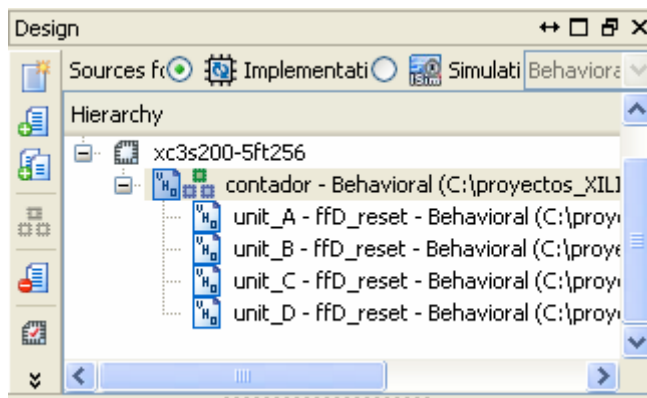 Design
Sources fo Implementati Simulati Behaviora
Hierarchy
xc3s200-5ft256
contador - Behavioral (C:\proyectos_XILI
unit_A - ffD_reset - Behavioral (C:\proy
unit_B - ffD_reset - Behavioral (C:\proye
unit_C - ffD_reset - Behavioral (C:\proy
unit_D - ffD_reset - Behavioral (C:\proy